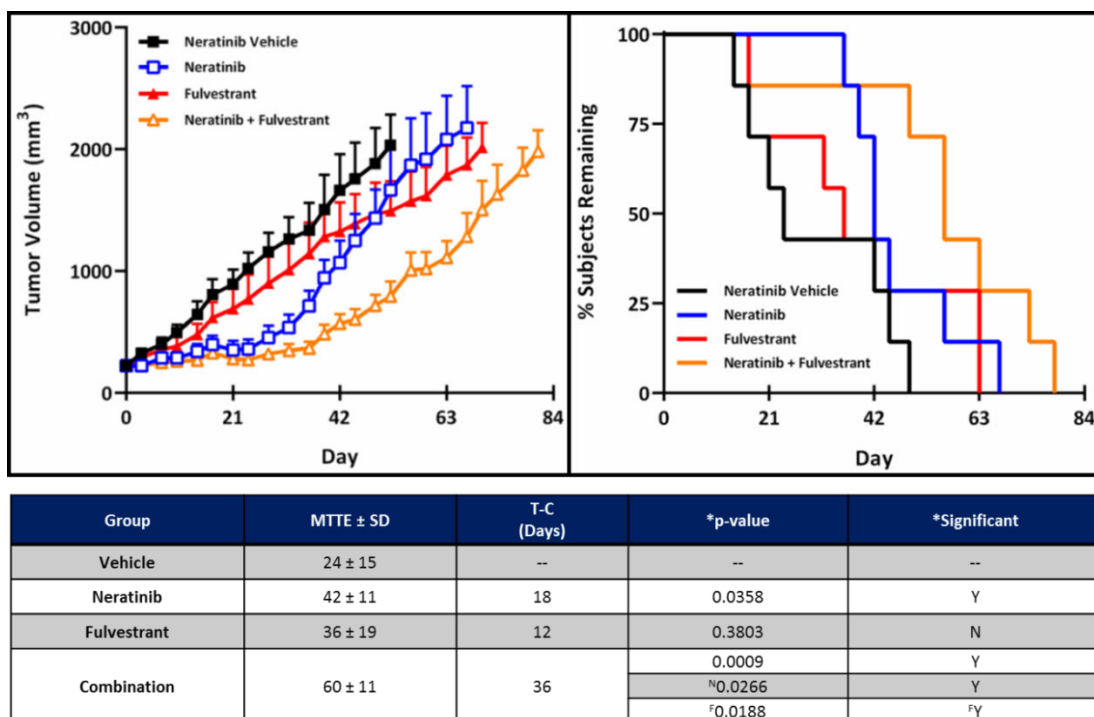 3000
2000
1000
0
Tumor Volume (mm³)
Neratinib Vehicle
Neratinib
Fulvestrant
Neratinib + Fulvestrant
0 21 42 63 84
Day
100
75
50
25
0
% Subjects Remaining
Neratinib Vehicle
Neratinib
Fulvestrant
Neratinib + Fulvestrant
0 21 42 63 84
Day
Group MTTE ± SD T-C (Days) *p-value *Significant
Vehicle 24 ± 15 -- -- --
Neratinib 42 ± 11 18 0.0358 Y
Fulvestrant 36 ± 19 12 0.3803 N
Combination 60 ± 11 36 0.0009 Y
ᴺ0.0266 Y
ᶠ0.0188 ᶠY